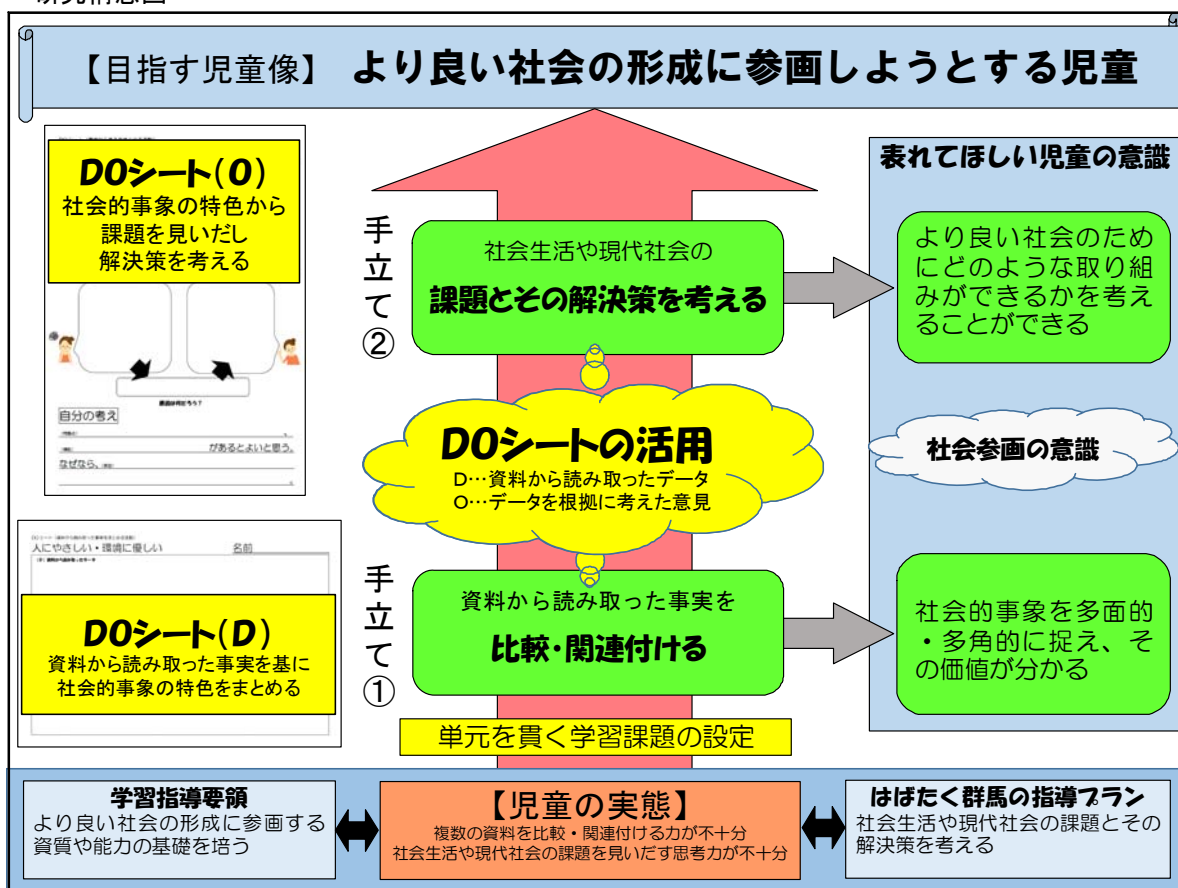 【目指す児童像】 より良い社会の形成に参画しようとする児童
DOシート(O)
社会的事象の特色から
課題を見いだし
解決策を考える
自分の考え
があるとよいと思う。
なぜなら、
人にやさしい・環境に優しい 名前
DOシート(D)
資料から読み取った事実を基に
社会的事象の特色をまとめる
手立て②
社会生活や現代社会の
課題とその解決策を考える
DOシートの活用
D…資料から読み取ったデータ
O…データを根拠に考えた意見
手立て①
資料から読み取った事実を
比較・関連付ける
単元を貫く学習課題の設定
表れてほしい児童の意識
より良い社会のため
にどのような取り組
みができるかを考え
ることができる
社会参画の意識
社会的事象を多面的
・多角的に捉え、そ
の価値が分かる
学習指導要領
より良い社会の形成に参画する
資質や能力の基礎を培う
【児童の実態】
複数の資料を比較・関連付ける力が不十分
社会生活や現代社会の課題を見いだす思考力が不十分
はばたく群馬の指導プラン
社会生活や現代社会の課題とその
解決策を考える